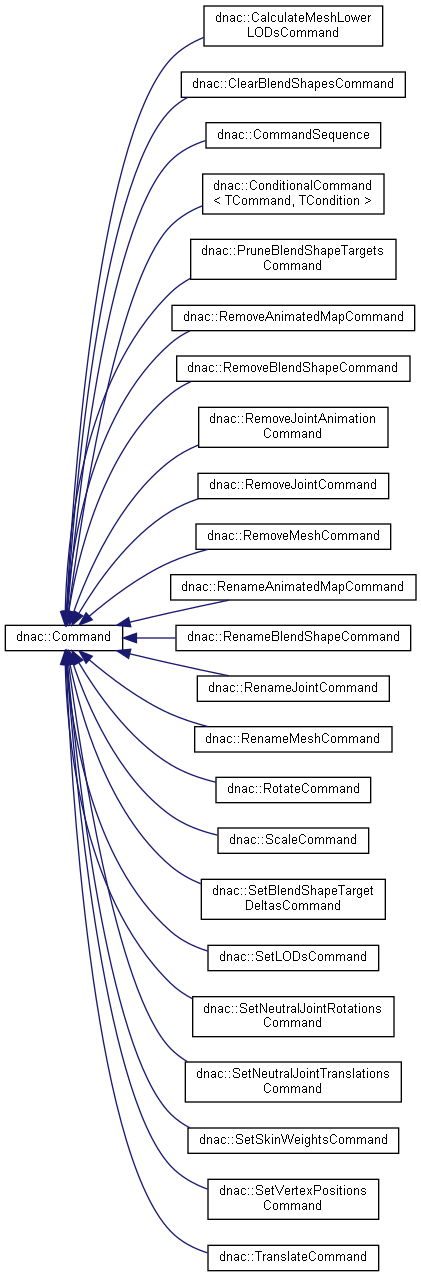 dnac::CalculateMeshLower
LODsCommand
dnac::ClearBlendShapesCommand
dnac::CommandSequence
dnac::ConditionalCommand
< TCommand, TCondition >
dnac::PruneBlendShapeTargets
Command
dnac::RemoveAnimatedMapCommand
dnac::RemoveBlendShapeCommand
dnac::RemoveJointAnimation
Command
dnac::RemoveJointCommand
dnac::RemoveMeshCommand
dnac::RenameAnimatedMapCommand
dnac::Command
dnac::RenameBlendShapeCommand
dnac::RenameJointCommand
dnac::RenameMeshCommand
dnac::RotateCommand
dnac::ScaleCommand
dnac::SetBlendShapeTarget
DeltasCommand
dnac::SetLODsCommand
dnac::SetNeutralJointRotations
Command
dnac::SetNeutralJointTranslations
Command
dnac::SetSkinWeightsCommand
dnac::SetVertexPositions
Command
dnac::TranslateCommand